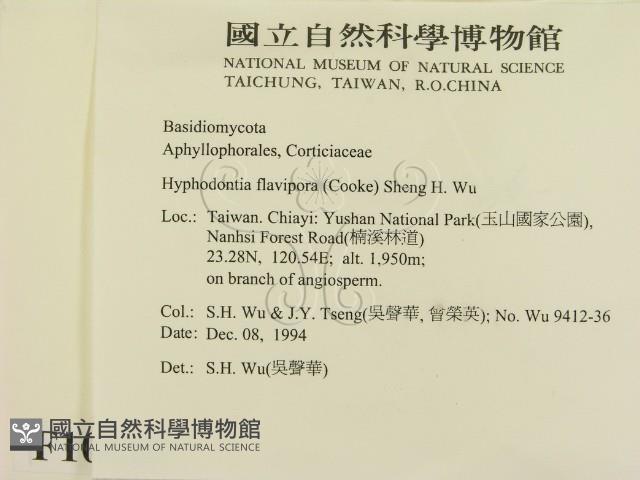 國立自然科學博物館
NATIONAL MUSEUM OF NATURAL SCIENCE
TAICHUNG, TAIWAN, R.O.CHINA
Basidiomycota
Aphyllophorales, Corticiaceae
Hyphodontia flavipora (Cooke) Sheng H. Wu
Loc.: Taiwan. Chiayi: Yushan National Park(玉山國家公園),
Nanhsi Forest Road(楠溪林道)
23.28N, 120.54E; alt. 1,950m;
on branch of angiosperm.
Col.: S.H. Wu & J.Y. Tseng(吳聲華, 曾榮英); No. Wu 9412-36
Date: Dec. 08, 1994
Det.: S.H. Wu(吳聲華)
國立自然科學博物館
NATIONAL MUSEUM OF NATURAL SCIENCE